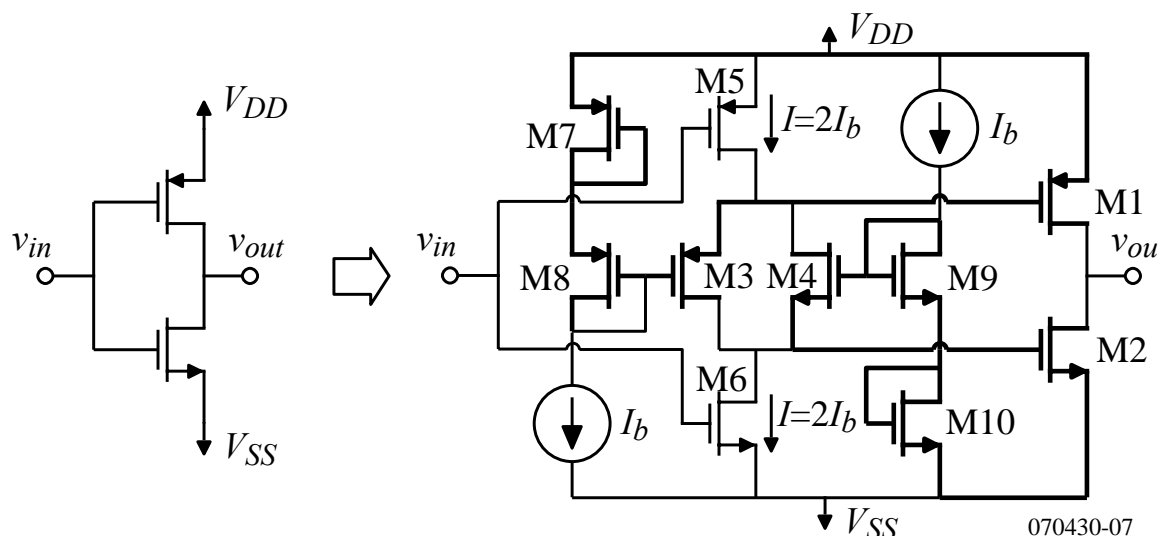 V_DD
v_in
v_out
V_SS
V_DD
M5
M7
I=2I_b
I_b
M1
v_in
M8
M3
M4
M9
v_ou
M2
M6
I_b
I=2I_b
M10
V_SS
070430-07